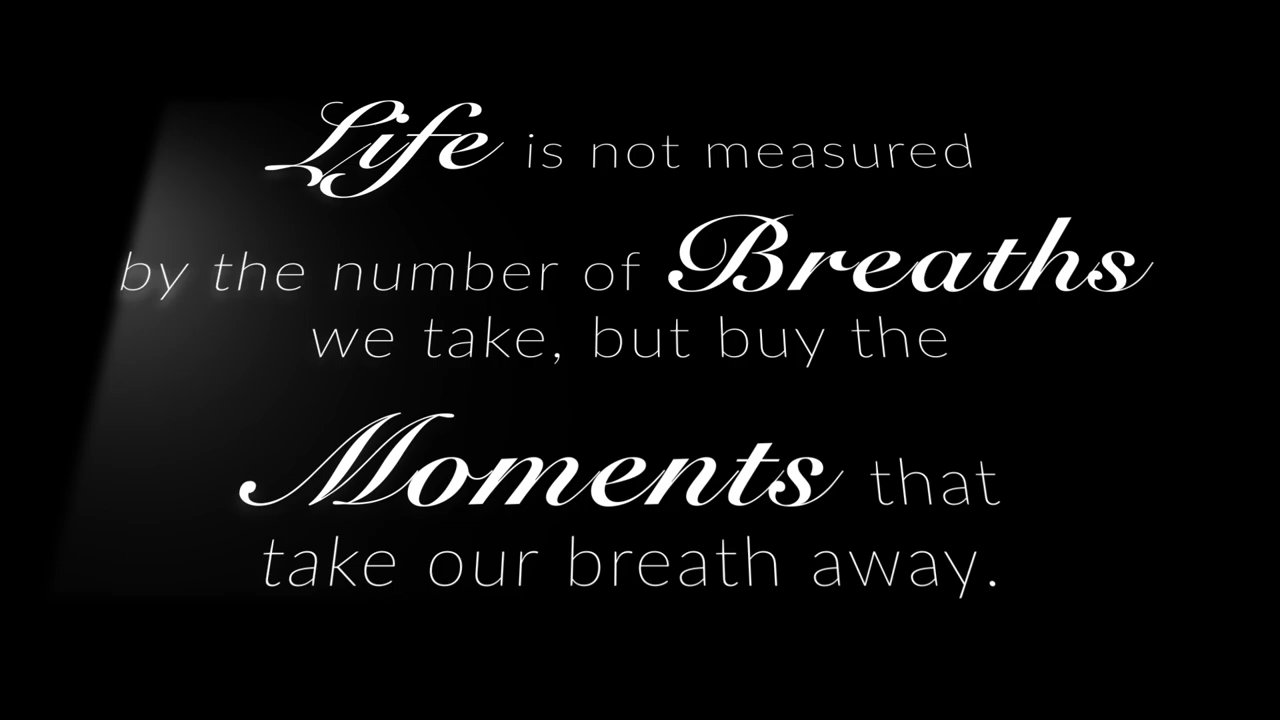 Life is not measured
by the number of Breaths
we take, but buy the
Moments that
take our breath away.